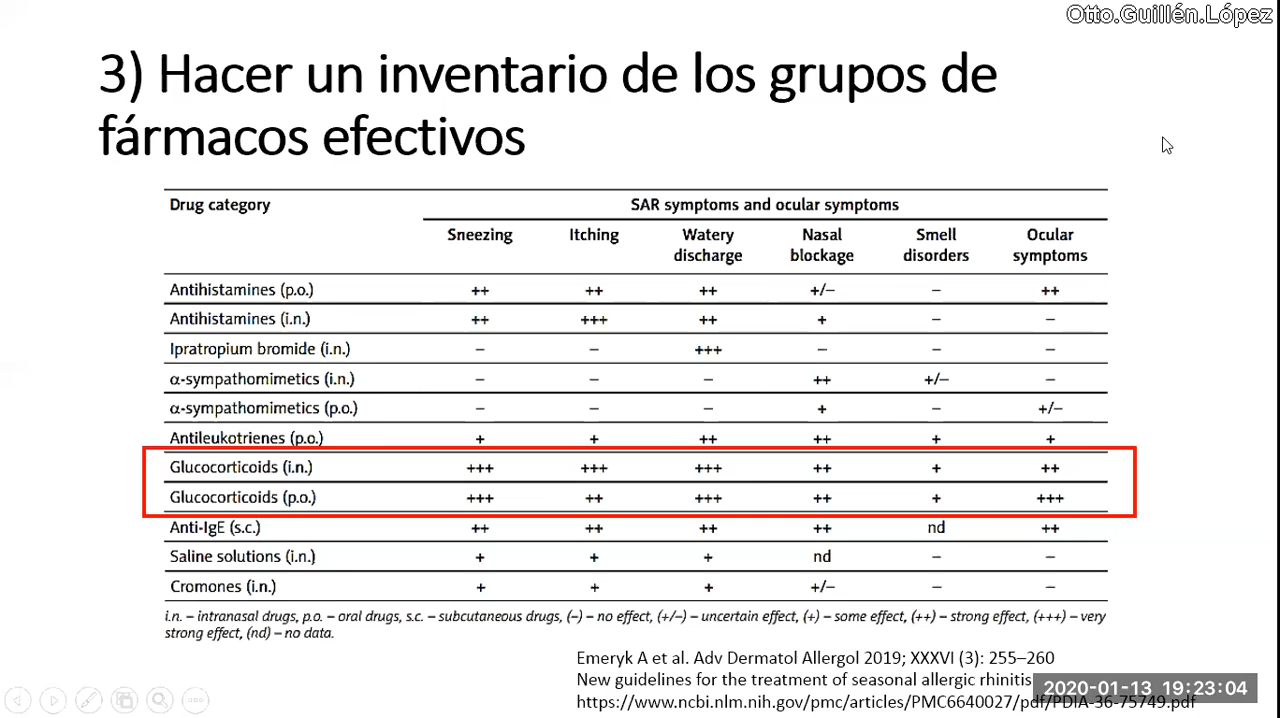 Otto.Guillén.López
3) Hacer un inventario de los grupos de
fármacos efectivos
Drug category SAR symptoms and ocular symptoms
Sneezing Itching Watery discharge Nasal blockage Smell disorders Ocular symptoms
Antihistamines (p.o.) ++ ++ ++ +/– – ++
Antihistamines (i.n.) ++ +++ ++ + – –
Ipratropium bromide (i.n.) – – +++ – – –
α-sympathomimetics (i.n.) – – – ++ +/– –
α-sympathomimetics (p.o.) – – – + – +/–
Antileukotrienes (p.o.) + + ++ ++ + +
Glucocorticoids (i.n.) +++ +++ +++ ++ + ++
Glucocorticoids (p.o.) +++ ++ +++ ++ + +++
Anti-IgE (s.c.) ++ ++ ++ ++ nd ++
Saline solutions (i.n.) + + + nd – –
Cromones (i.n.) + + + +/– – –
i.n. – intranasal drugs, p.o. – oral drugs, s.c. – subcutaneous drugs, (–) – no effect, (+/–) – uncertain effect, (+) – some effect, (++) – strong effect, (+++) – very
strong effect, (nd) – no data.
Emeryk A et al. Adv Dermatol Allergol 2019; XXXVI (3): 255–260
New guidelines for the treatment of seasonal allergic rhinitis
https://www.ncbi.nlm.nih.gov/pmc/articles/PMC6640027/pdf/PDIA-36-75749.pdf
2020-01-13 19:23:04